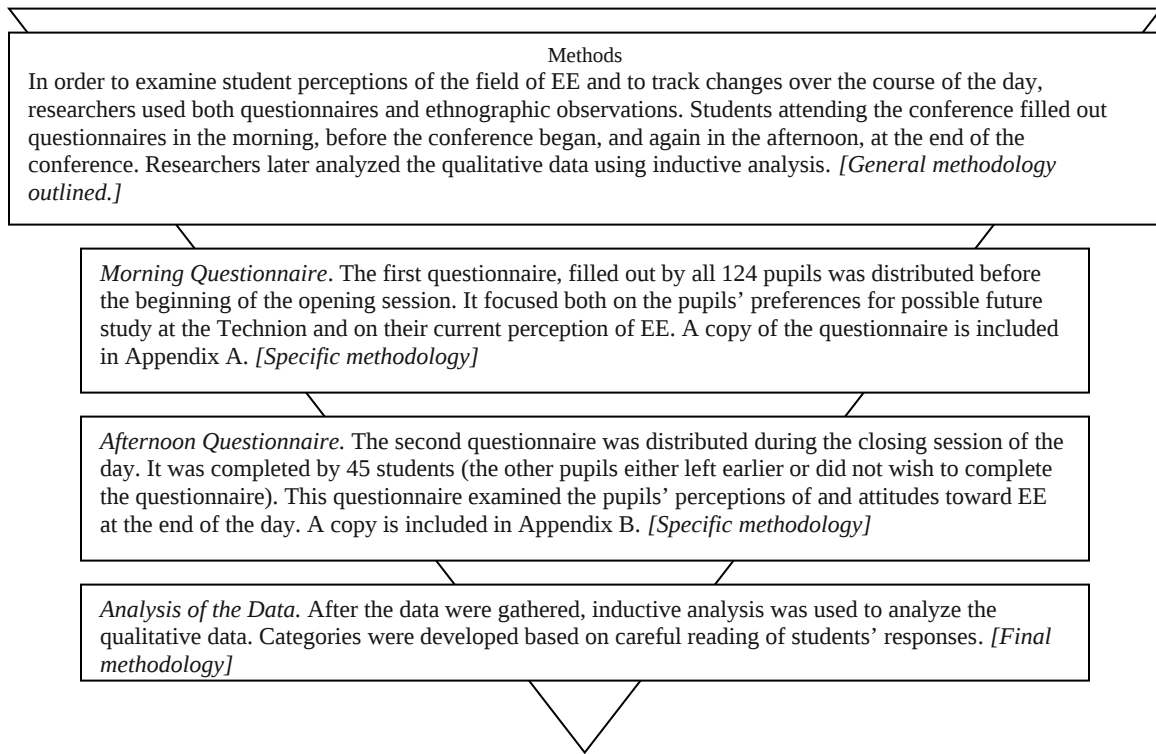 Methods
In order to examine student perceptions of the field of EE and to track changes over the course of the day,
researchers used both questionnaires and ethnographic observations. Students attending the conference filled out
questionnaires in the morning, before the conference began, and again in the afternoon, at the end of the
conference. Researchers later analyzed the qualitative data using inductive analysis. [General methodology
outlined.]
Morning Questionnaire. The first questionnaire, filled out by all 124 pupils was distributed before
the beginning of the opening session. It focused both on the pupils’ preferences for possible future
study at the Technion and on their current perception of EE. A copy of the questionnaire is included
in Appendix A. [Specific methodology]
Afternoon Questionnaire. The second questionnaire was distributed during the closing session of the
day. It was completed by 45 students (the other pupils either left earlier or did not wish to complete
the questionnaire). This questionnaire examined the pupils’ perceptions of and attitudes toward EE
at the end of the day. A copy is included in Appendix B. [Specific methodology]
Analysis of the Data. After the data were gathered, inductive analysis was used to analyze the
qualitative data. Categories were developed based on careful reading of students’ responses. [Final
methodology]